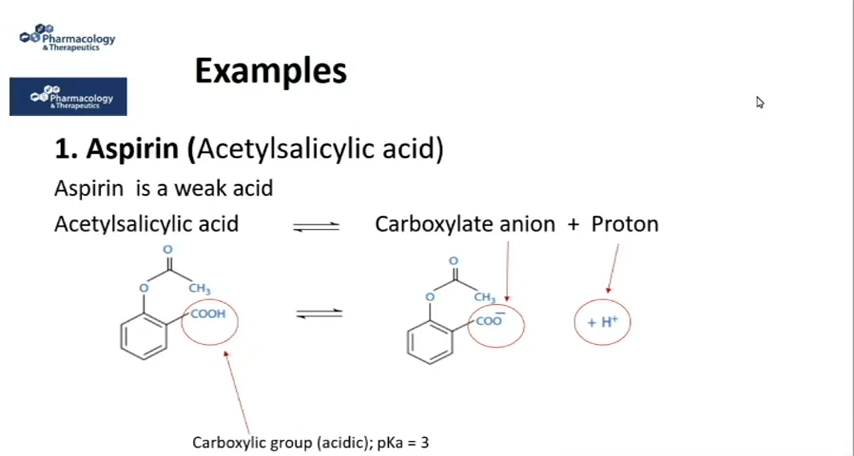 Pharmacology
& Therapeutics
Pharmacology
& Therapeutics
Examples
1. Aspirin (Acetylsalicylic acid)
Aspirin is a weak acid
Acetylsalicylic acid ⇌ Carboxylate anion + Proton
O
O
O
CH₃
O
CH₃
COOH
⇌
COO⁻
+ H⁺
Carboxylic group (acidic); pKa = 3